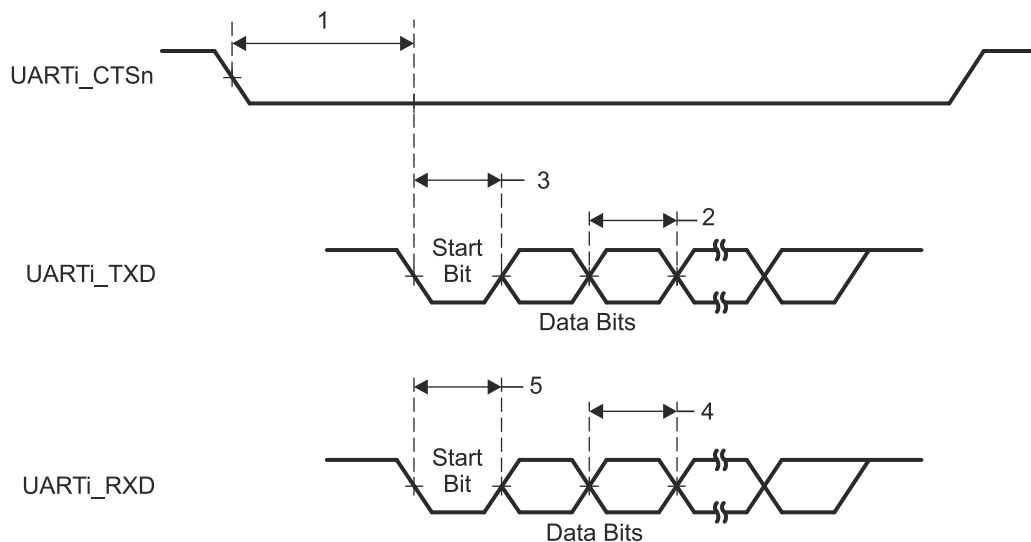 1
UARTi_CTSn
3
2
Start
Bit
UARTi_TXD
Data Bits
5
4
Start
Bit
UARTi_RXD
Data Bits